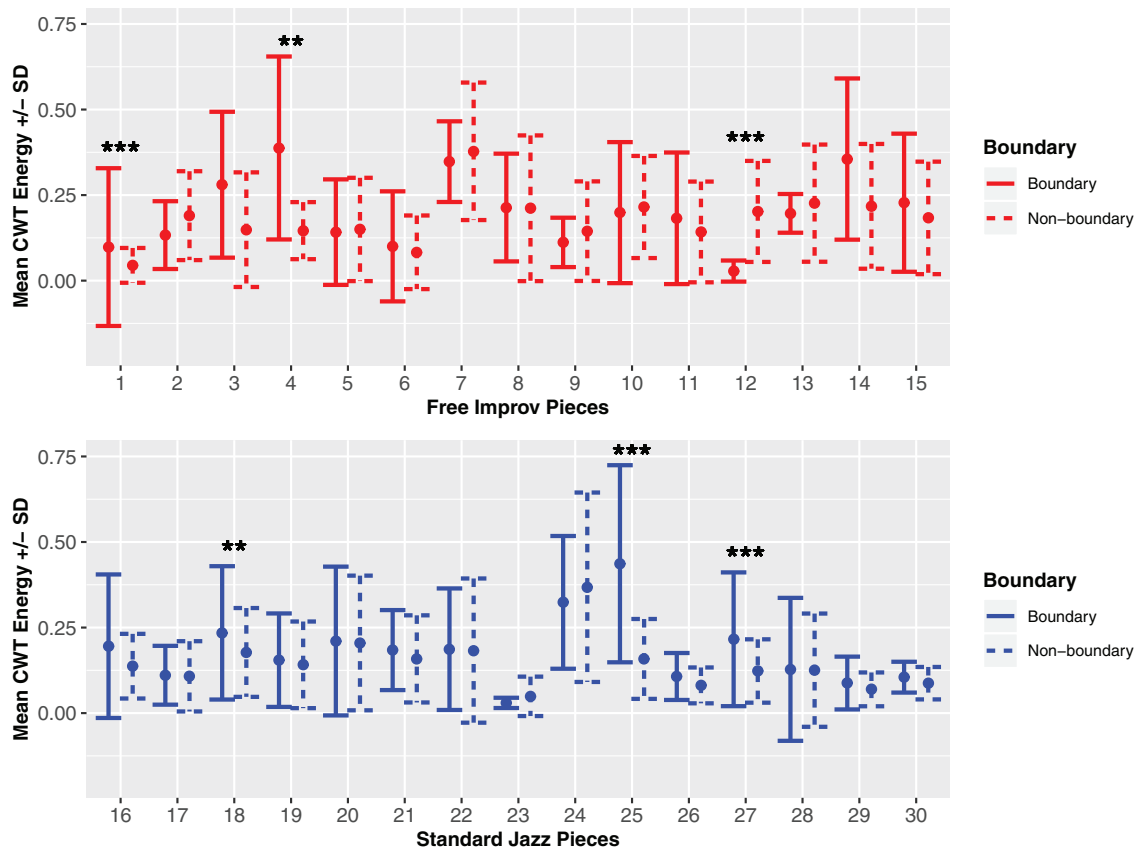 Mean CWT Energy +/− SD
0.75
0.50
0.25
0.00
***
**
***
1 2 3 4 5 6 7 8 9 10 11 12 13 14 15
Free Improv Pieces
Boundary
Boundary
Non−boundary
Mean CWT Energy +/− SD
0.75
0.50
0.25
0.00
**
***
***
16 17 18 19 20 21 22 23 24 25 26 27 28 29 30
Standard Jazz Pieces
Boundary
Boundary
Non−boundary